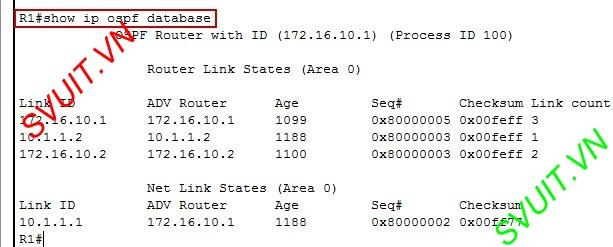 R1#show ip ospf database
OSPF Router with ID (172.16.10.1) (Process ID 100)
Router Link States (Area 0)
Link ID ADV Router Age Seq# Checksum Link count
172.16.10.1 172.16.10.1 1099 0x80000005 0x00feff 3
10.1.1.2 10.1.1.2 1188 0x80000003 0x00feff 1
172.16.10.2 172.16.10.2 1100 0x80000003 0x00feff 2
Net Link States (Area 0)
Link ID ADV Router Age Seq# Checksum
10.1.1.1 172.16.10.1 1188 0x80000002 0x00ff77
R1#
SVUIT.VN
SVUIT.VN